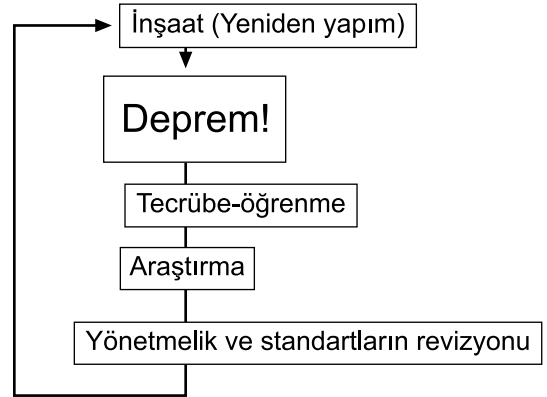 İnşaat (Yeniden yapım)
Deprem!
Tecrübe-öğrenme
Araştırma
Yönetmelik ve standartların revizyonu